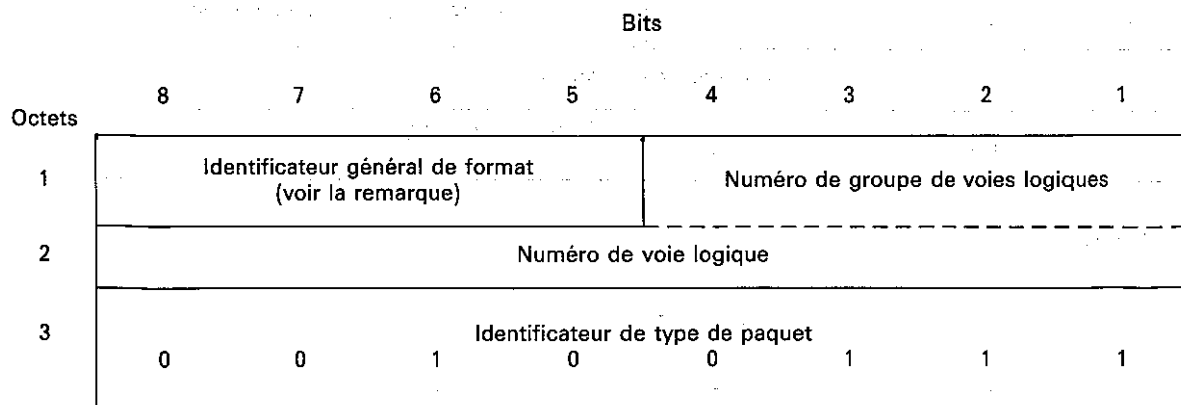 Bits
8 7 6 5 4 3 2 1
Octets
1 Identificateur général de format Numéro de groupe de voies logiques
(voir la remarque)
2 Numéro de voie logique
3 Identificateur de type de paquet
0 0 1 0 0 1 1 1